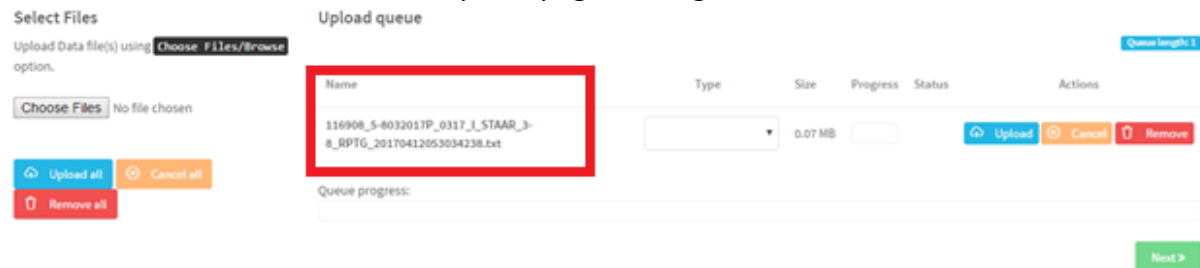 Select Files
Upload Data file(s) using Choose Files/Browse
option.
Choose Files No file chosen
Upload all Cancel all
Remove all
Upload queue
Queue length: 1
Name Type Size Progress Status Actions
116908_S-8032017P_0317_I_STAAR_3-
8_RPTG_20170412053034238.txt
0.07 MB
Upload Cancel Remove
Queue progress:
Next »